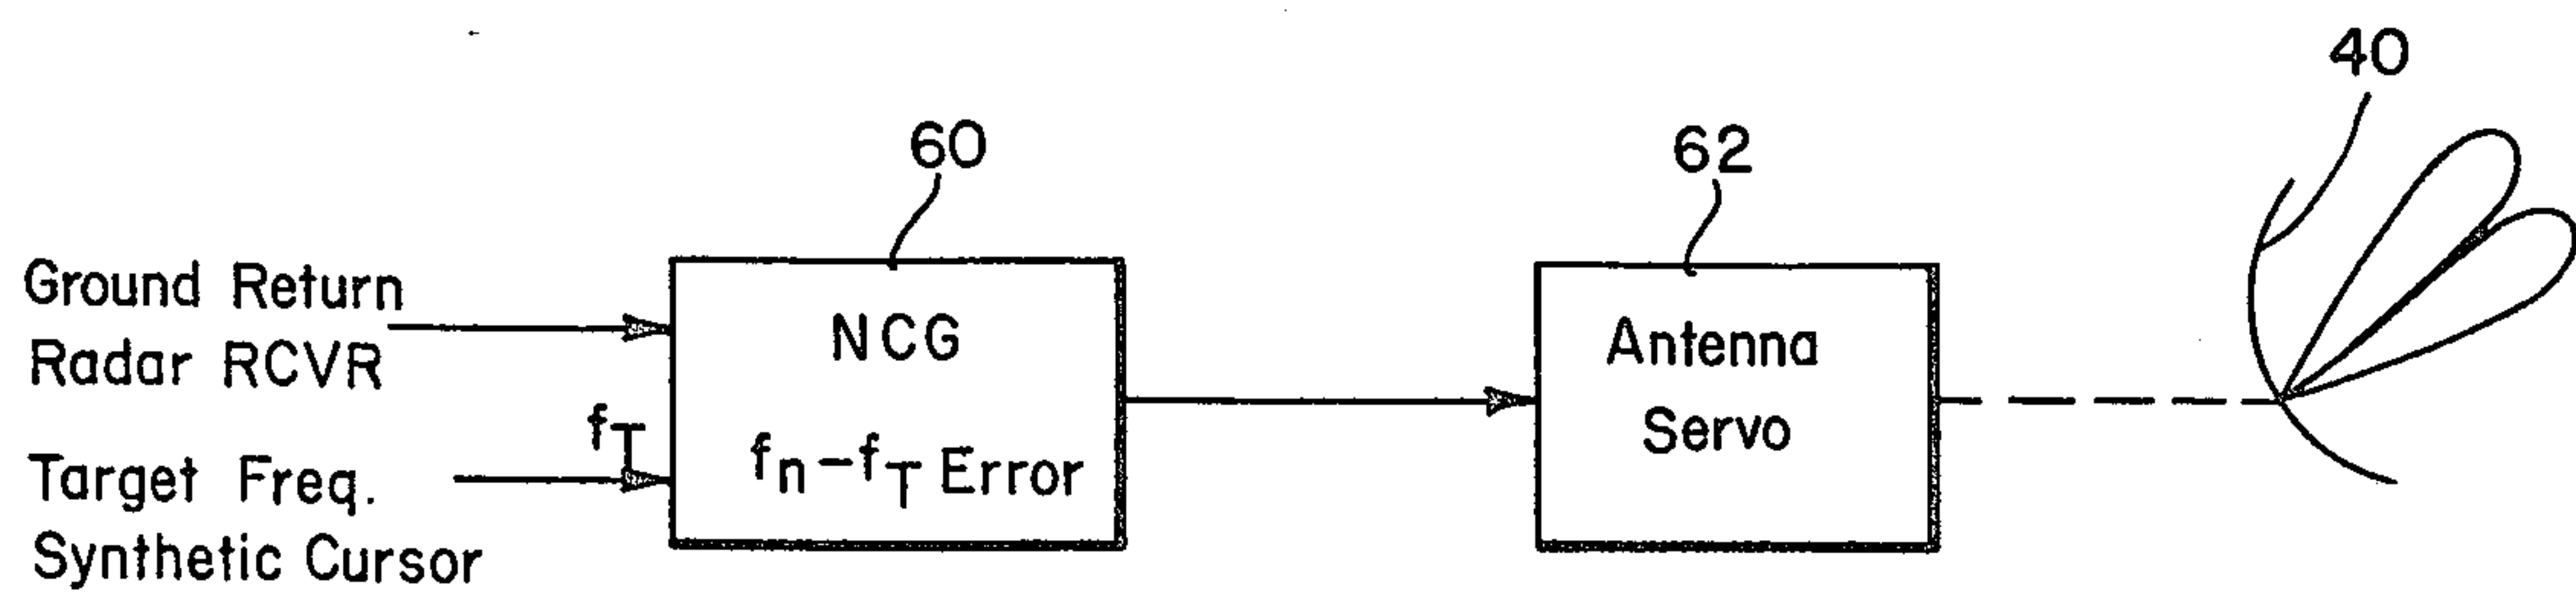 40
60
62
Ground Return
Radar RCVR
fT
Target Freq.
Synthetic Cursor
NCG
fn-fT Error
Antenna
Servo